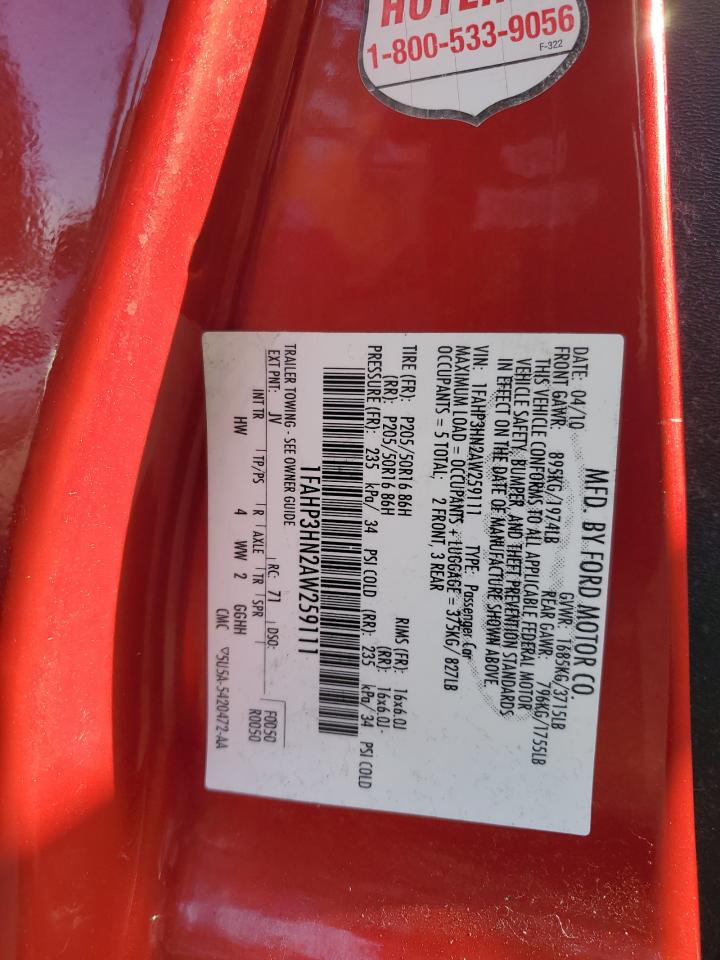 1-800-533-9056
F-322
MFD. BY FORD MOTOR CO.
DATE: 04/10 GVWR: 1685KG/3715LB
FRONT GAWR: 895KG/1974LB REAR GAWR: 796KG/1755LB
THIS VEHICLE CONFORMS TO ALL APPLICABLE FEDERAL MOTOR
VEHICLE SAFETY, BUMPER, AND THEFT PREVENTION STANDARDS
IN EFFECT ON THE DATE OF MANUFACTURE SHOWN ABOVE.
VIN: 1FAHP3HN2AW259111 TYPE: Passenger Car
MAXIMUM LOAD = OCCUPANTS + LUGGAGE = 375KG/827LB
OCCUPANTS = 5 TOTAL; 2 FRONT, 3 REAR
TIRE (FR): P205/50R16 86H RIMS (FR): 16x6.0J
(RR): P205/50R16 86H (RR): 16x6.0J-
PRESSURE (FR): 235 kPa/ 34 PSI COLD (RR): 235 kPa/34 PSI COLD
1FAHP3HN2AW259111
TRAILER TOWING - SEE OWNER GUIDE
EXT PNT: JV RC: 71 DSO: F0050
INT TR TP/PS R AXLE TR SPR R0050
HW 4 WW 2 GGHH
CMC ▽5U5A-5420472-AA